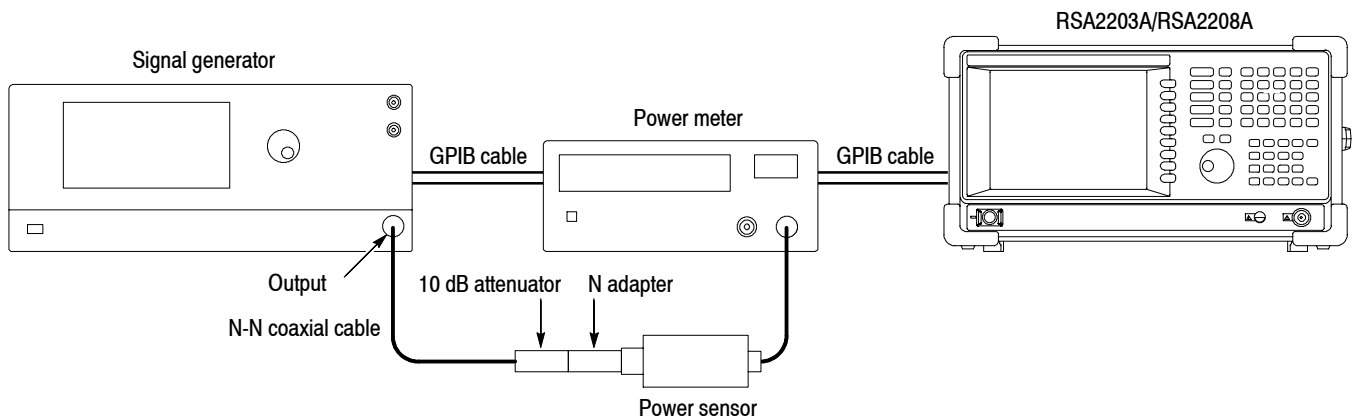 RSA2203A/RSA2208A
Signal generator
Power meter
GPIB cable
GPIB cable
Output
10 dB attenuator
N adapter
N-N coaxial cable
Power sensor